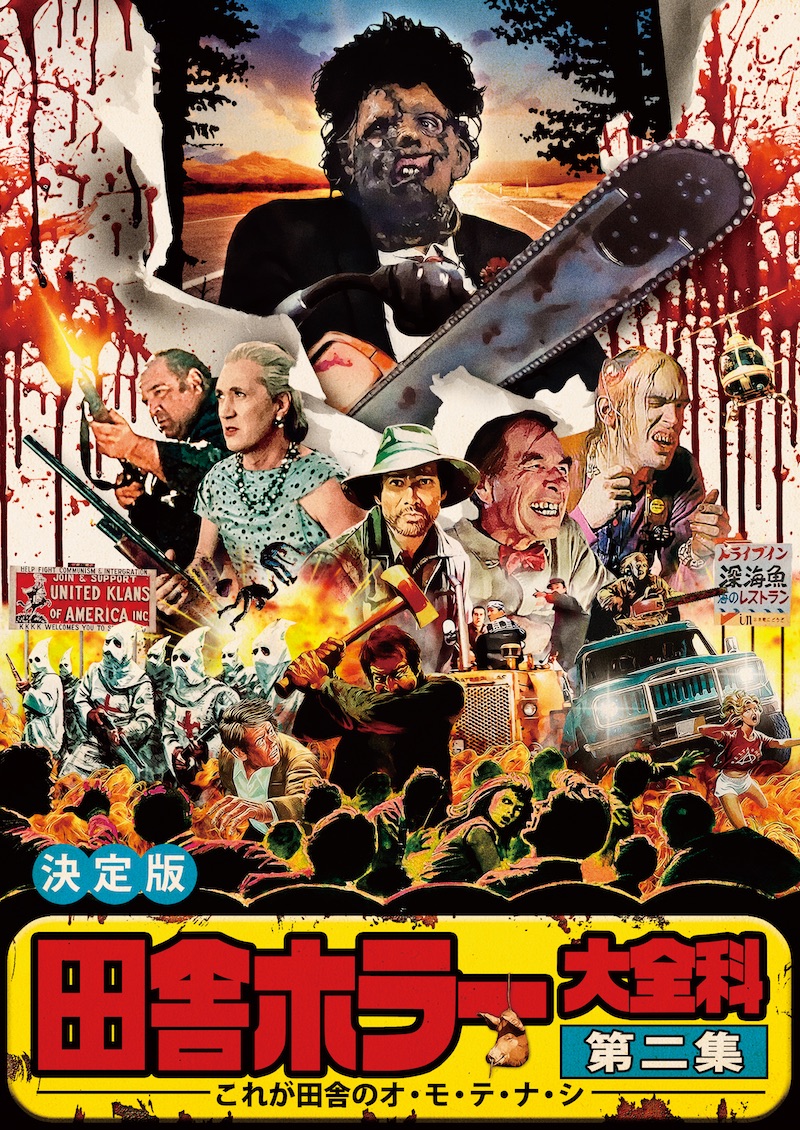 HELP FIGHT COMMUNISM & INTERGRATION
JOIN & SUPPORT
UNITED KLANS
OF AMERICA INC.
KKKK WELCOMES YOU TO
ドライブイン
深海魚
海のレストラン
決定版
田舎ホラー大全科
第二集
これが田舎のオ・モ・テ・ナ・シ